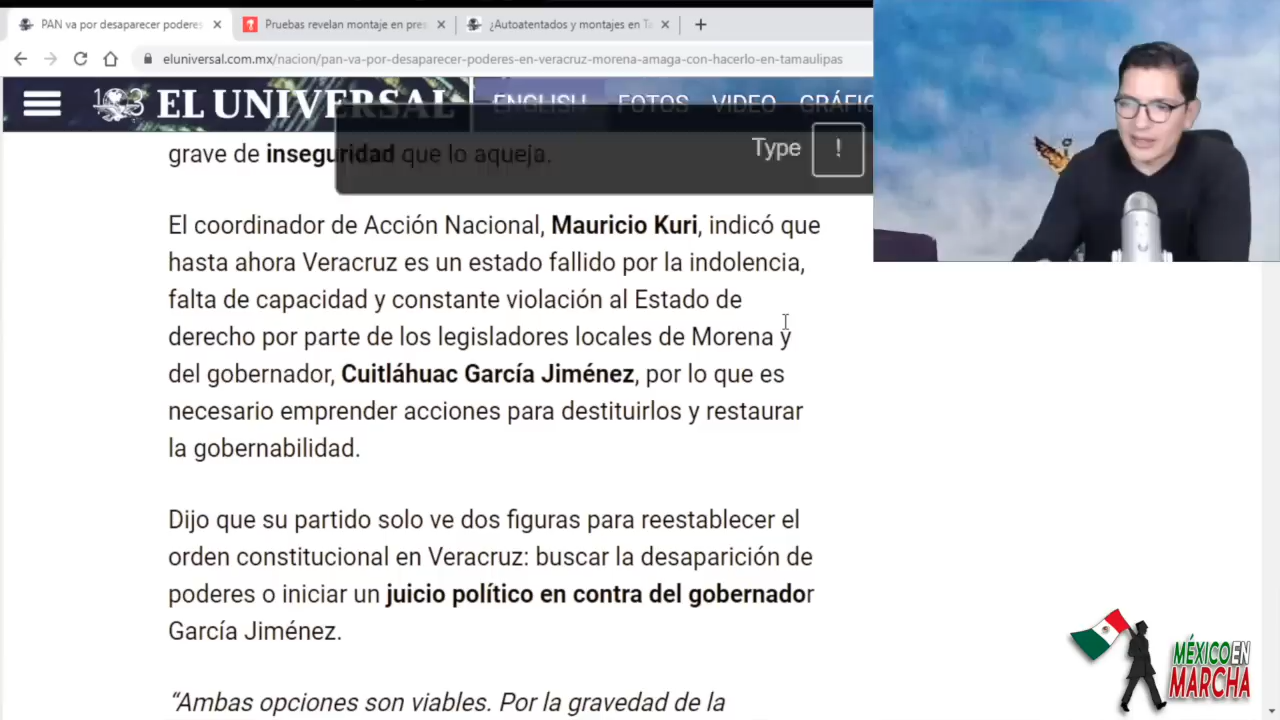 PAN va por desaparecer poderes
Pruebas revelan montaje en pres
¿Autoatentados y montajes en Ta
eluniversal.com.mx/nacion/pan-va-por-desaparecer-poderes-en-veracruz-morena-amaga-con-hacerlo-en-tamaulipas
EL UNIVERSAL
ENGLISH FOTOS VIDEO GRÁFIC
Type !
grave de inseguridad que lo aqueja.
El coordinador de Acción Nacional, Mauricio Kuri, indicó que
hasta ahora Veracruz es un estado fallido por la indolencia,
falta de capacidad y constante violación al Estado de
derecho por parte de los legisladores locales de Morena y
del gobernador, Cuitláhuac García Jiménez, por lo que es
necesario emprender acciones para destituirlos y restaurar
la gobernabilidad.
Dijo que su partido solo ve dos figuras para reestablecer el
orden constitucional en Veracruz: buscar la desaparición de
poderes o iniciar un juicio político en contra del gobernador
García Jiménez.
“Ambas opciones son viables. Por la gravedad de la
MÉXICO EN
MARCHA